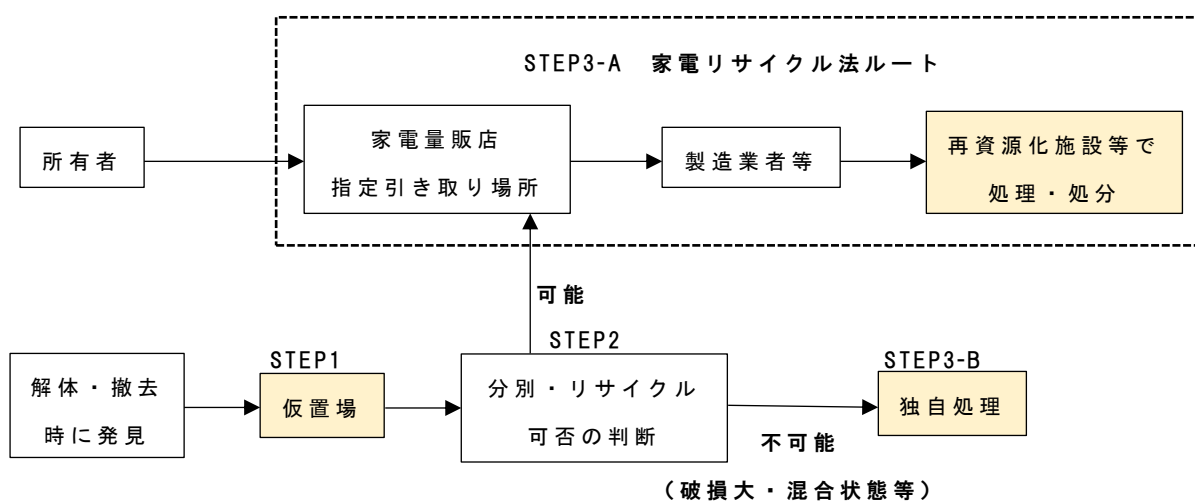 STEP3-A 家電リサイクル法ルート
所有者
家電量販店
指定引き取り場所
製造業者等
再資源化施設等で
処理・処分
可能
解体・撤去
時に発見
STEP1
仮置場
STEP2
分別・リサイクル
可否の判断
不可能
(破損大・混合状態等)
STEP3-B
独自処理